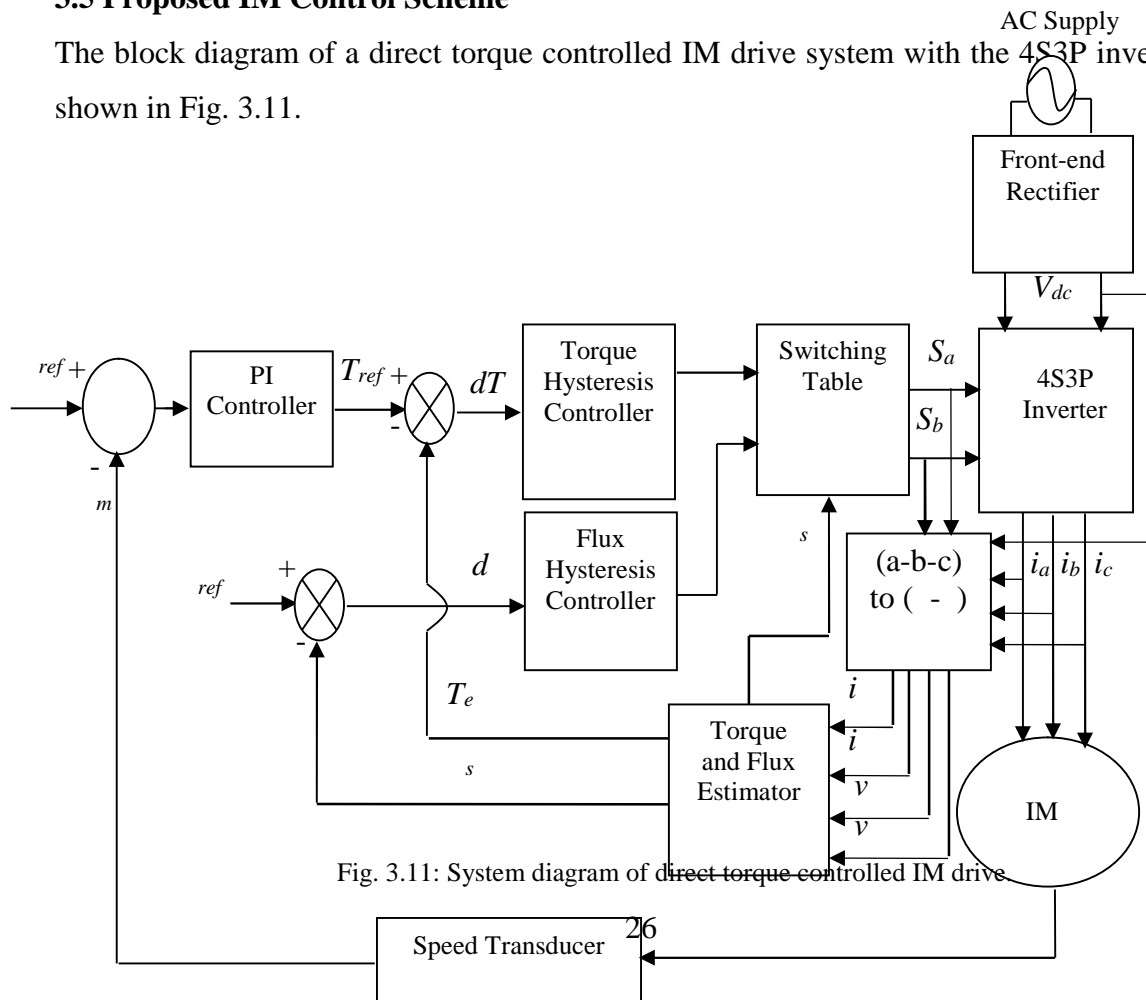 3.5 Proposed IM Control Scheme
AC Supply
The block diagram of a direct torque controlled IM drive system with the 4S3P inve
shown in Fig. 3.11.
Front-end
Rectifier
Vdc
ref +
-
m
PI
Controller
Tref +
-
dT
Torque
Hysteresis
Controller
Switching
Table
Sa
Sb
4S3P
Inverter
ref
+
-
d
Flux
Hysteresis
Controller
s
(a-b-c)
to ( - )
ia ib ic
Te
s
Torque
and Flux
Estimator
i
i
v
v
IM
Fig. 3.11: System diagram of direct torque controlled IM drive.
26
Speed Transducer